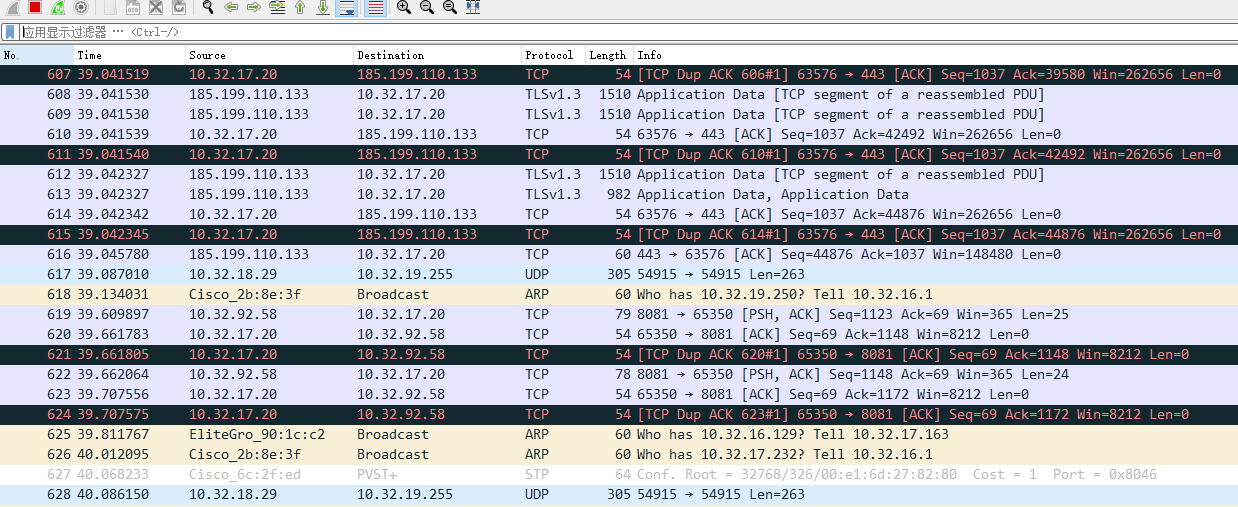 应用显示过滤器 … <Ctrl-/>
No. Time Source Destination Protocol Length Info
607 39.041519 10.32.17.20 185.199.110.133 TCP 54 [TCP Dup ACK 606#1] 63576 → 443 [ACK] Seq=1037 Ack=39580 Win=262656 Len=0
608 39.041530 185.199.110.133 10.32.17.20 TLSv1.3 1510 Application Data [TCP segment of a reassembled PDU]
609 39.041530 185.199.110.133 10.32.17.20 TLSv1.3 1510 Application Data [TCP segment of a reassembled PDU]
610 39.041539 10.32.17.20 185.199.110.133 TCP 54 63576 → 443 [ACK] Seq=1037 Ack=42492 Win=262656 Len=0
611 39.041540 10.32.17.20 185.199.110.133 TCP 54 [TCP Dup ACK 610#1] 63576 → 443 [ACK] Seq=1037 Ack=42492 Win=262656 Len=0
612 39.042327 185.199.110.133 10.32.17.20 TLSv1.3 1510 Application Data [TCP segment of a reassembled PDU]
613 39.042327 185.199.110.133 10.32.17.20 TLSv1.3 982 Application Data, Application Data
614 39.042342 10.32.17.20 185.199.110.133 TCP 54 63576 → 443 [ACK] Seq=1037 Ack=44876 Win=262656 Len=0
615 39.042345 10.32.17.20 185.199.110.133 TCP 54 [TCP Dup ACK 614#1] 63576 → 443 [ACK] Seq=1037 Ack=44876 Win=262656 Len=0
616 39.045780 185.199.110.133 10.32.17.20 TCP 60 443 → 63576 [ACK] Seq=44876 Ack=1037 Win=148480 Len=0
617 39.087010 10.32.18.29 10.32.19.255 UDP 305 54915 → 54915 Len=263
618 39.134031 Cisco_2b:8e:3f Broadcast ARP 60 Who has 10.32.19.250? Tell 10.32.16.1
619 39.609897 10.32.92.58 10.32.17.20 TCP 79 8081 → 65350 [PSH, ACK] Seq=1123 Ack=69 Win=365 Len=25
620 39.661783 10.32.17.20 10.32.92.58 TCP 54 65350 → 8081 [ACK] Seq=69 Ack=1148 Win=8212 Len=0
621 39.661805 10.32.17.20 10.32.92.58 TCP 54 [TCP Dup ACK 620#1] 65350 → 8081 [ACK] Seq=69 Ack=1148 Win=8212 Len=0
622 39.662064 10.32.92.58 10.32.17.20 TCP 78 8081 → 65350 [PSH, ACK] Seq=1148 Ack=69 Win=365 Len=24
623 39.707556 10.32.17.20 10.32.92.58 TCP 54 65350 → 8081 [ACK] Seq=69 Ack=1172 Win=8212 Len=0
624 39.707575 10.32.17.20 10.32.92.58 TCP 54 [TCP Dup ACK 623#1] 65350 → 8081 [ACK] Seq=69 Ack=1172 Win=8212 Len=0
625 39.811767 EliteGro_90:1c:c2 Broadcast ARP 60 Who has 10.32.16.129? Tell 10.32.17.163
626 40.012095 Cisco_2b:8e:3f Broadcast ARP 60 Who has 10.32.17.232? Tell 10.32.16.1
627 40.068233 Cisco_6c:2f:ed PVST+ STP 64 Conf. Root = 32768/326/00:e1:6d:27:82:80 Cost = 1 Port = 0x8046
628 40.086150 10.32.18.29 10.32.19.255 UDP 305 54915 → 54915 Len=263